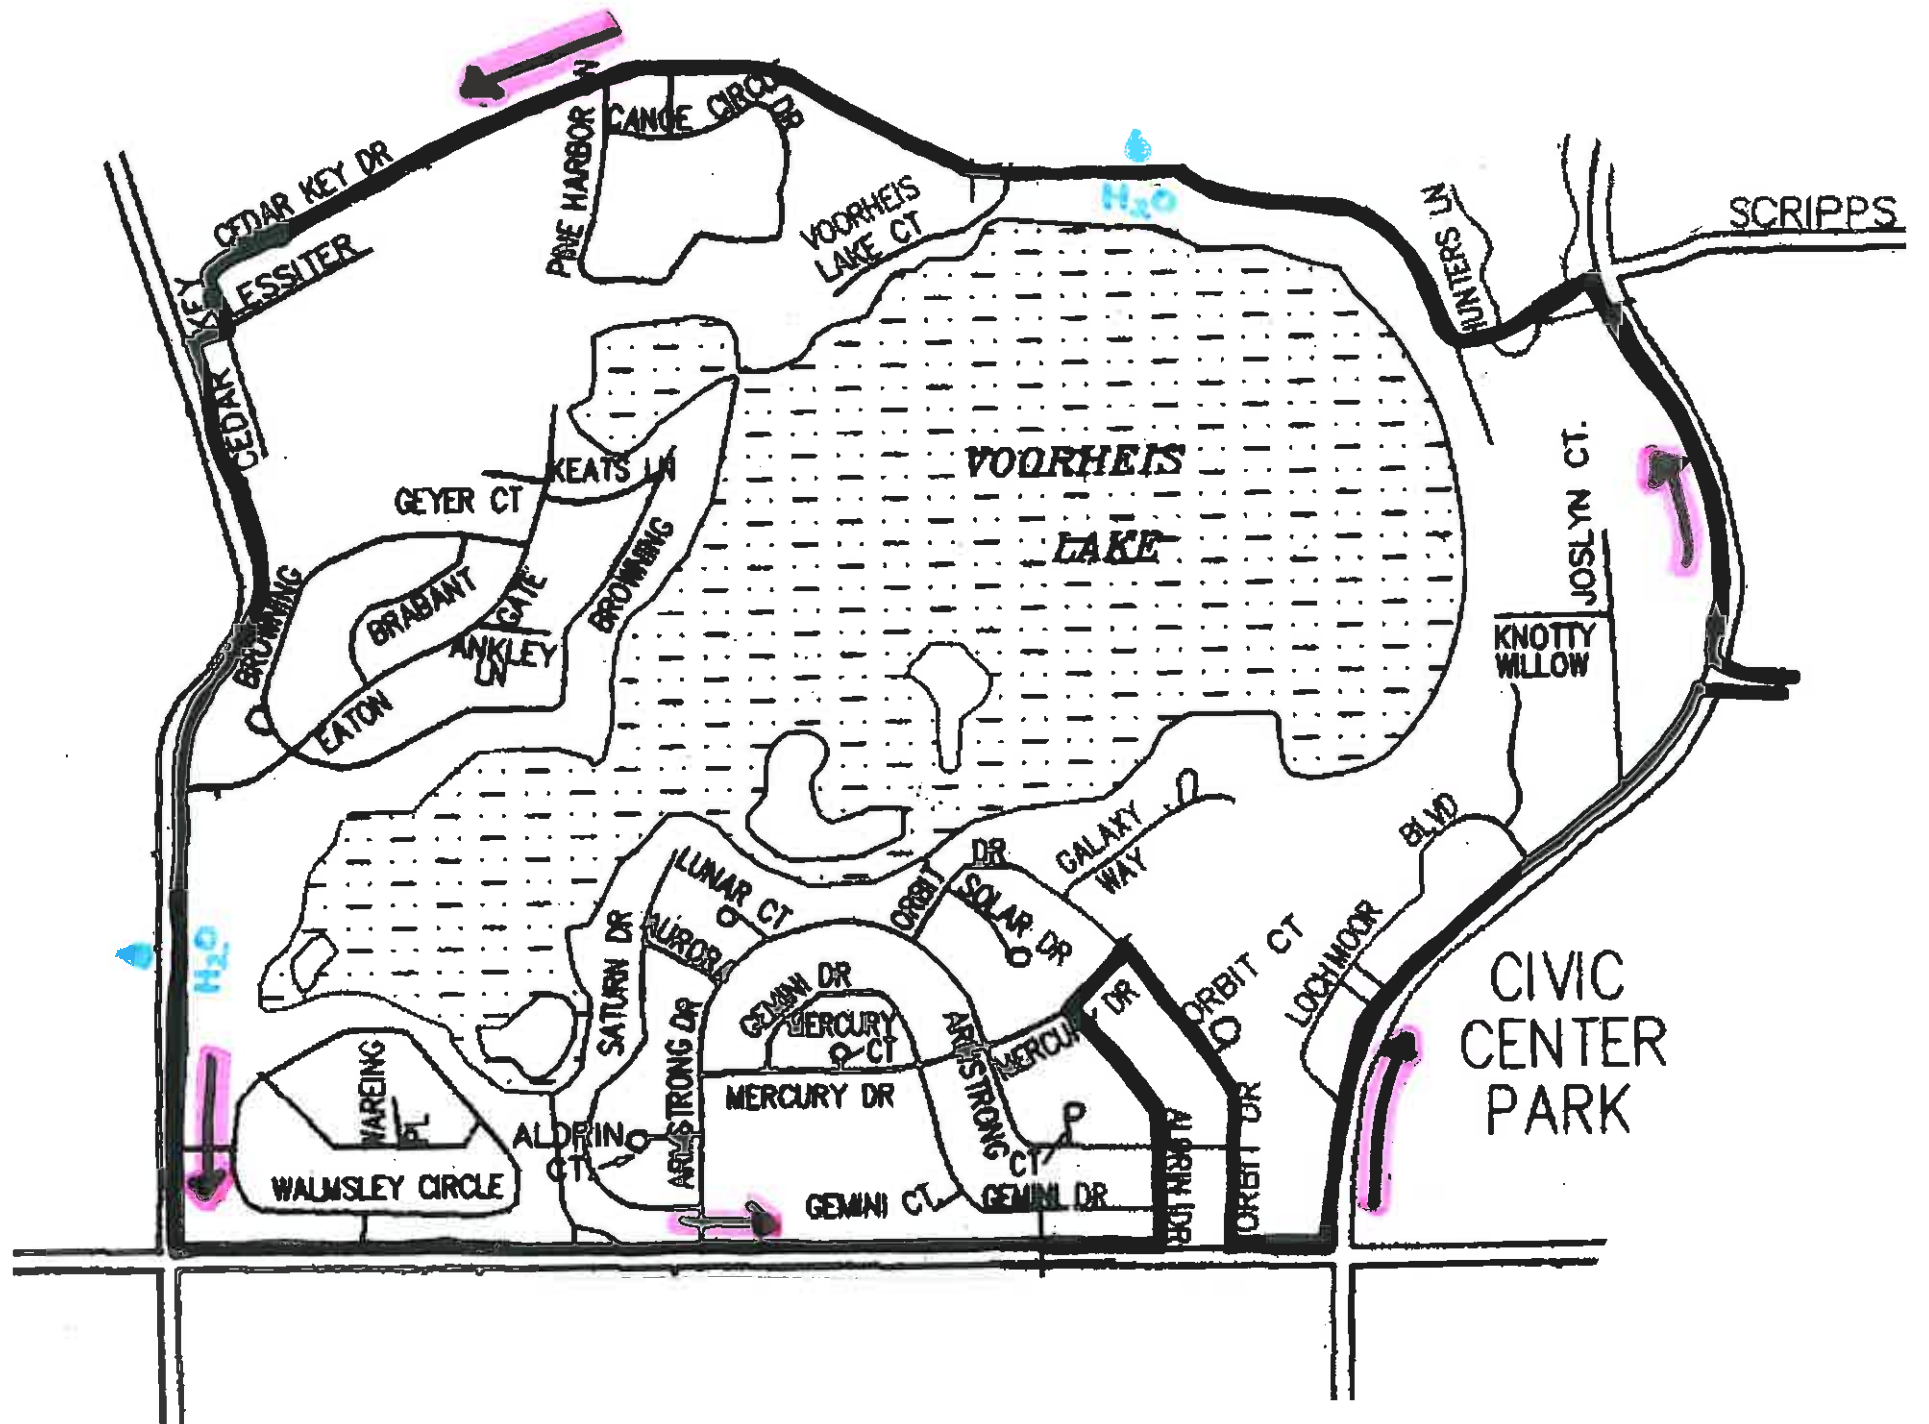 CEDAR KEY DR
PINE HARBOR
CANOE CIRCLE
DR
H₂O
SCRIPPS
HUNTERS LN
VOORHEIS
LAKE CT
ESSITER
CEDAR KEY
VOORHEIS
LAKE
KEATS LN
GEYER CT
JOSLYN CT.
BROWNING
BRABANT
GATE
BROWNING
ANKLEY
LN
KNOTTY
WILLOW
EATON
GALAXY
WAY
BLVD
LOCHMOOR
LUNAR CT
ORBIT
DR
SOLAR DR
AURORA
SATURN DR
H₂O
ORBIT CT
CIVIC
CENTER
PARK
GEMINI DR
MERCURY
CT
ARMSTRONG DR
ARMSTRONG
MERCURY DR
MERCURY DR
WAREING
PL
ALDRIN
CT.
CT
WALMSLEY CIRCLE
GEMINI CT.
GEMINI DR
ALDRIN DR
ORBIT DR